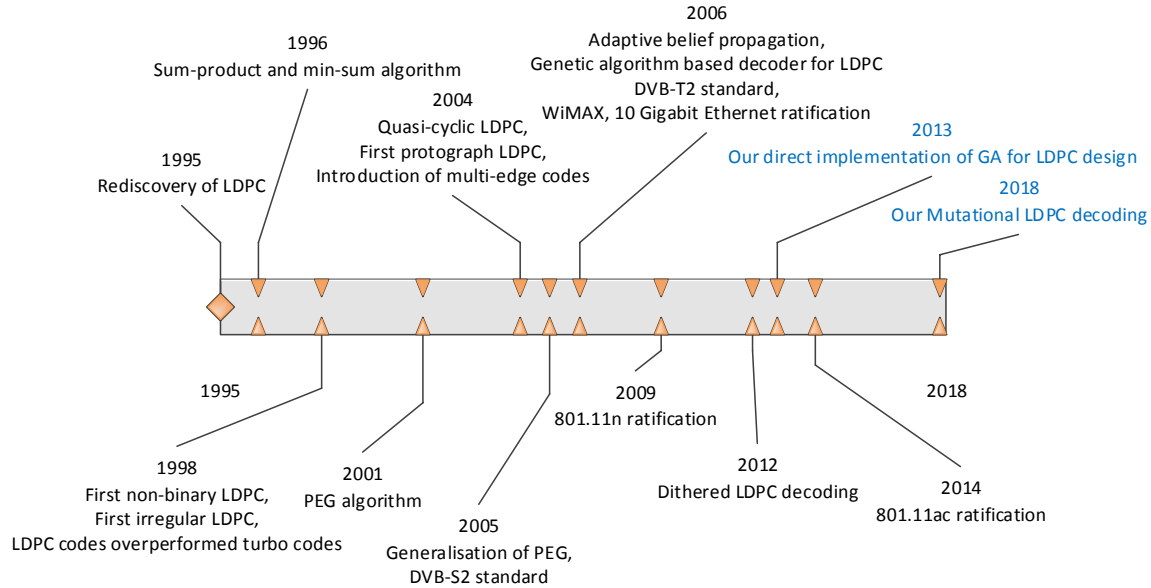 1995
Rediscovery of LDPC
1996
Sum-product and min-sum algorithm
2004
Quasi-cyclic LDPC,
First protograph LDPC,
Introduction of multi-edge codes
2006
Adaptive belief propagation,
Genetic algorithm based decoder for LDPC
DVB-T2 standard,
WiMAX, 10 Gigabit Ethernet ratification
2013
Our direct implementation of GA for LDPC design
2018
Our Mutational LDPC decoding
1995
2018
1998
First non-binary LDPC,
First irregular LDPC,
LDPC codes overperformed turbo codes
2001
PEG algorithm
2005
Generalisation of PEG,
DVB-S2 standard
2009
801.11n ratification
2012
Dithered LDPC decoding
2014
801.11ac ratification